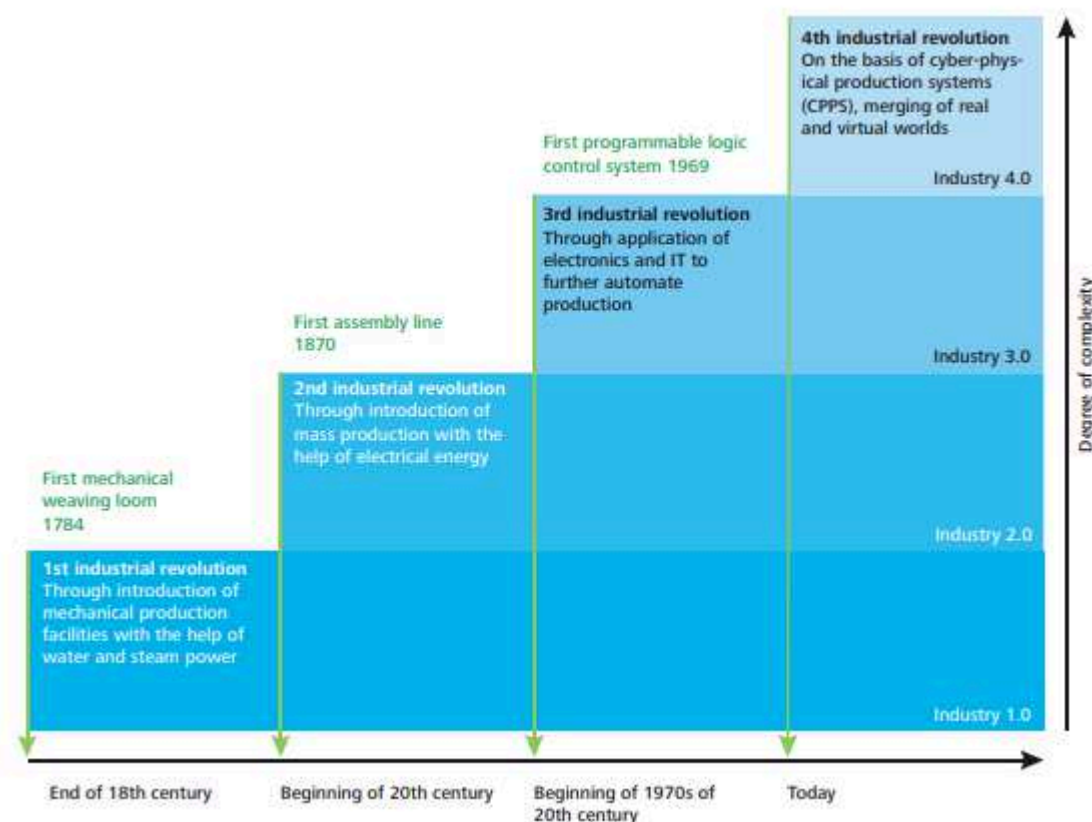 4th industrial revolution
On the basis of cyber-phys-
ical production systems
(CPPS), merging of real
and virtual worlds
Industry 4.0
First programmable logic
control system 1969
3rd industrial revolution
Through application of
electronics and IT to
further automate
production
Industry 3.0
First assembly line
1870
2nd industrial revolution
Through introduction of
mass production with the
help of electrical energy
Industry 2.0
First mechanical
weaving loom
1784
1st industrial revolution
Through introduction of
mechanical production
facilities with the help of
water and steam power
Industry 1.0
Degree of complexity
End of 18th century
Beginning of 20th century
Beginning of 1970s of
20th century
Today